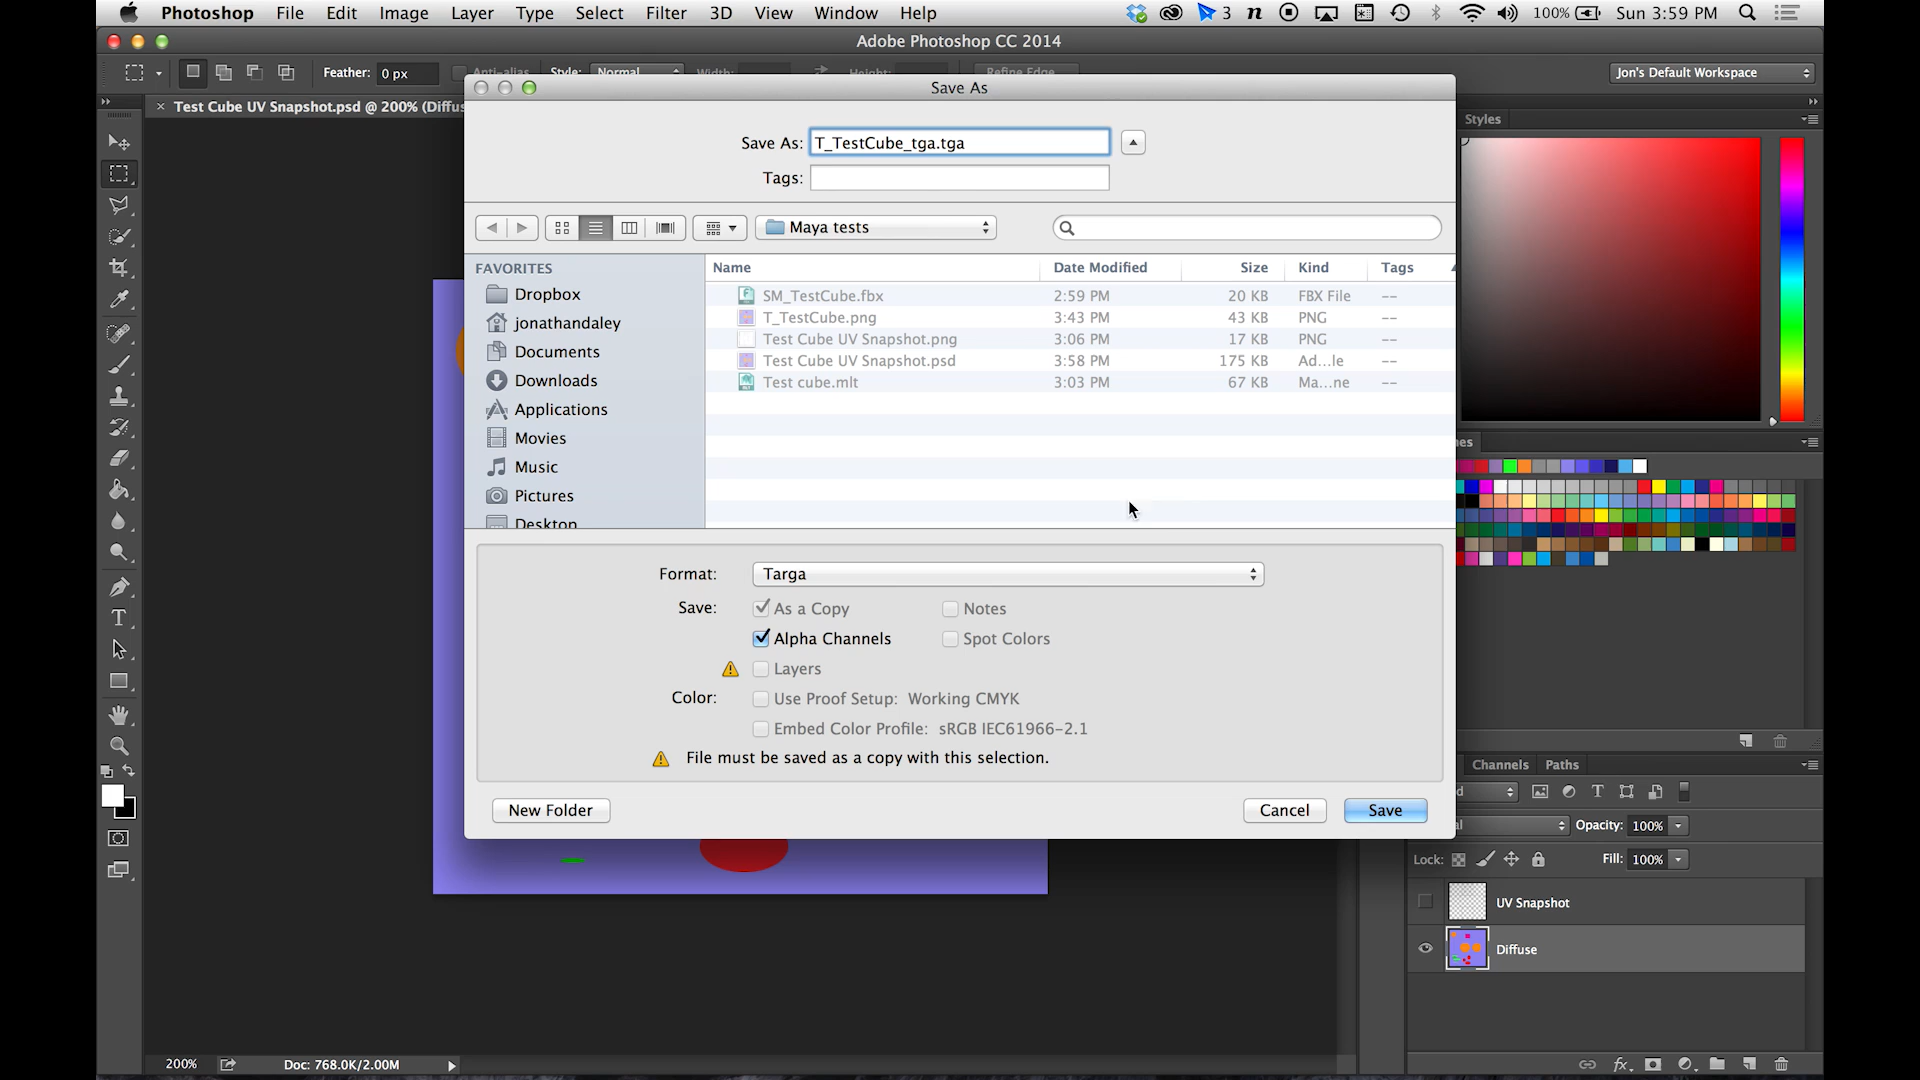 Photoshop File Edit Image Layer Type Select Filter 3D View Window Help 3 100% Sun 3:59 PM
Adobe Photoshop CC 2014
Feather: 0 px Anti-alias Style: Normal Width: Height: Refine Edge Jon's Default Workspace
Test Cube UV Snapshot.psd @ 200% (Diffus
Save As
Styles
Save As: T_TestCube_tga.tga
Tags:
Maya tests
FAVORITES
Dropbox
jonathandaley
Documents
Downloads
Applications
Movies
Music
Pictures
Desktop
Name Date Modified Size Kind Tags
SM_TestCube.fbx 2:59 PM 20 KB FBX File --
T_TestCube.png 3:43 PM 43 KB PNG --
Test Cube UV Snapshot.png 3:06 PM 17 KB PNG --
Test Cube UV Snapshot.psd 3:58 PM 175 KB Ad...le --
Test cube.mlt 3:03 PM 67 KB Ma...ne --
Format: Targa
Save: As a Copy Notes
Alpha Channels Spot Colors
Layers
Color: Use Proof Setup: Working CMYK
Embed Color Profile: sRGB IEC61966-2.1
File must be saved as a copy with this selection.
New Folder Cancel Save
Channels Paths
Opacity: 100%
Lock: Fill: 100%
UV Snapshot
Diffuse
200% Doc: 768.0K/2.00M